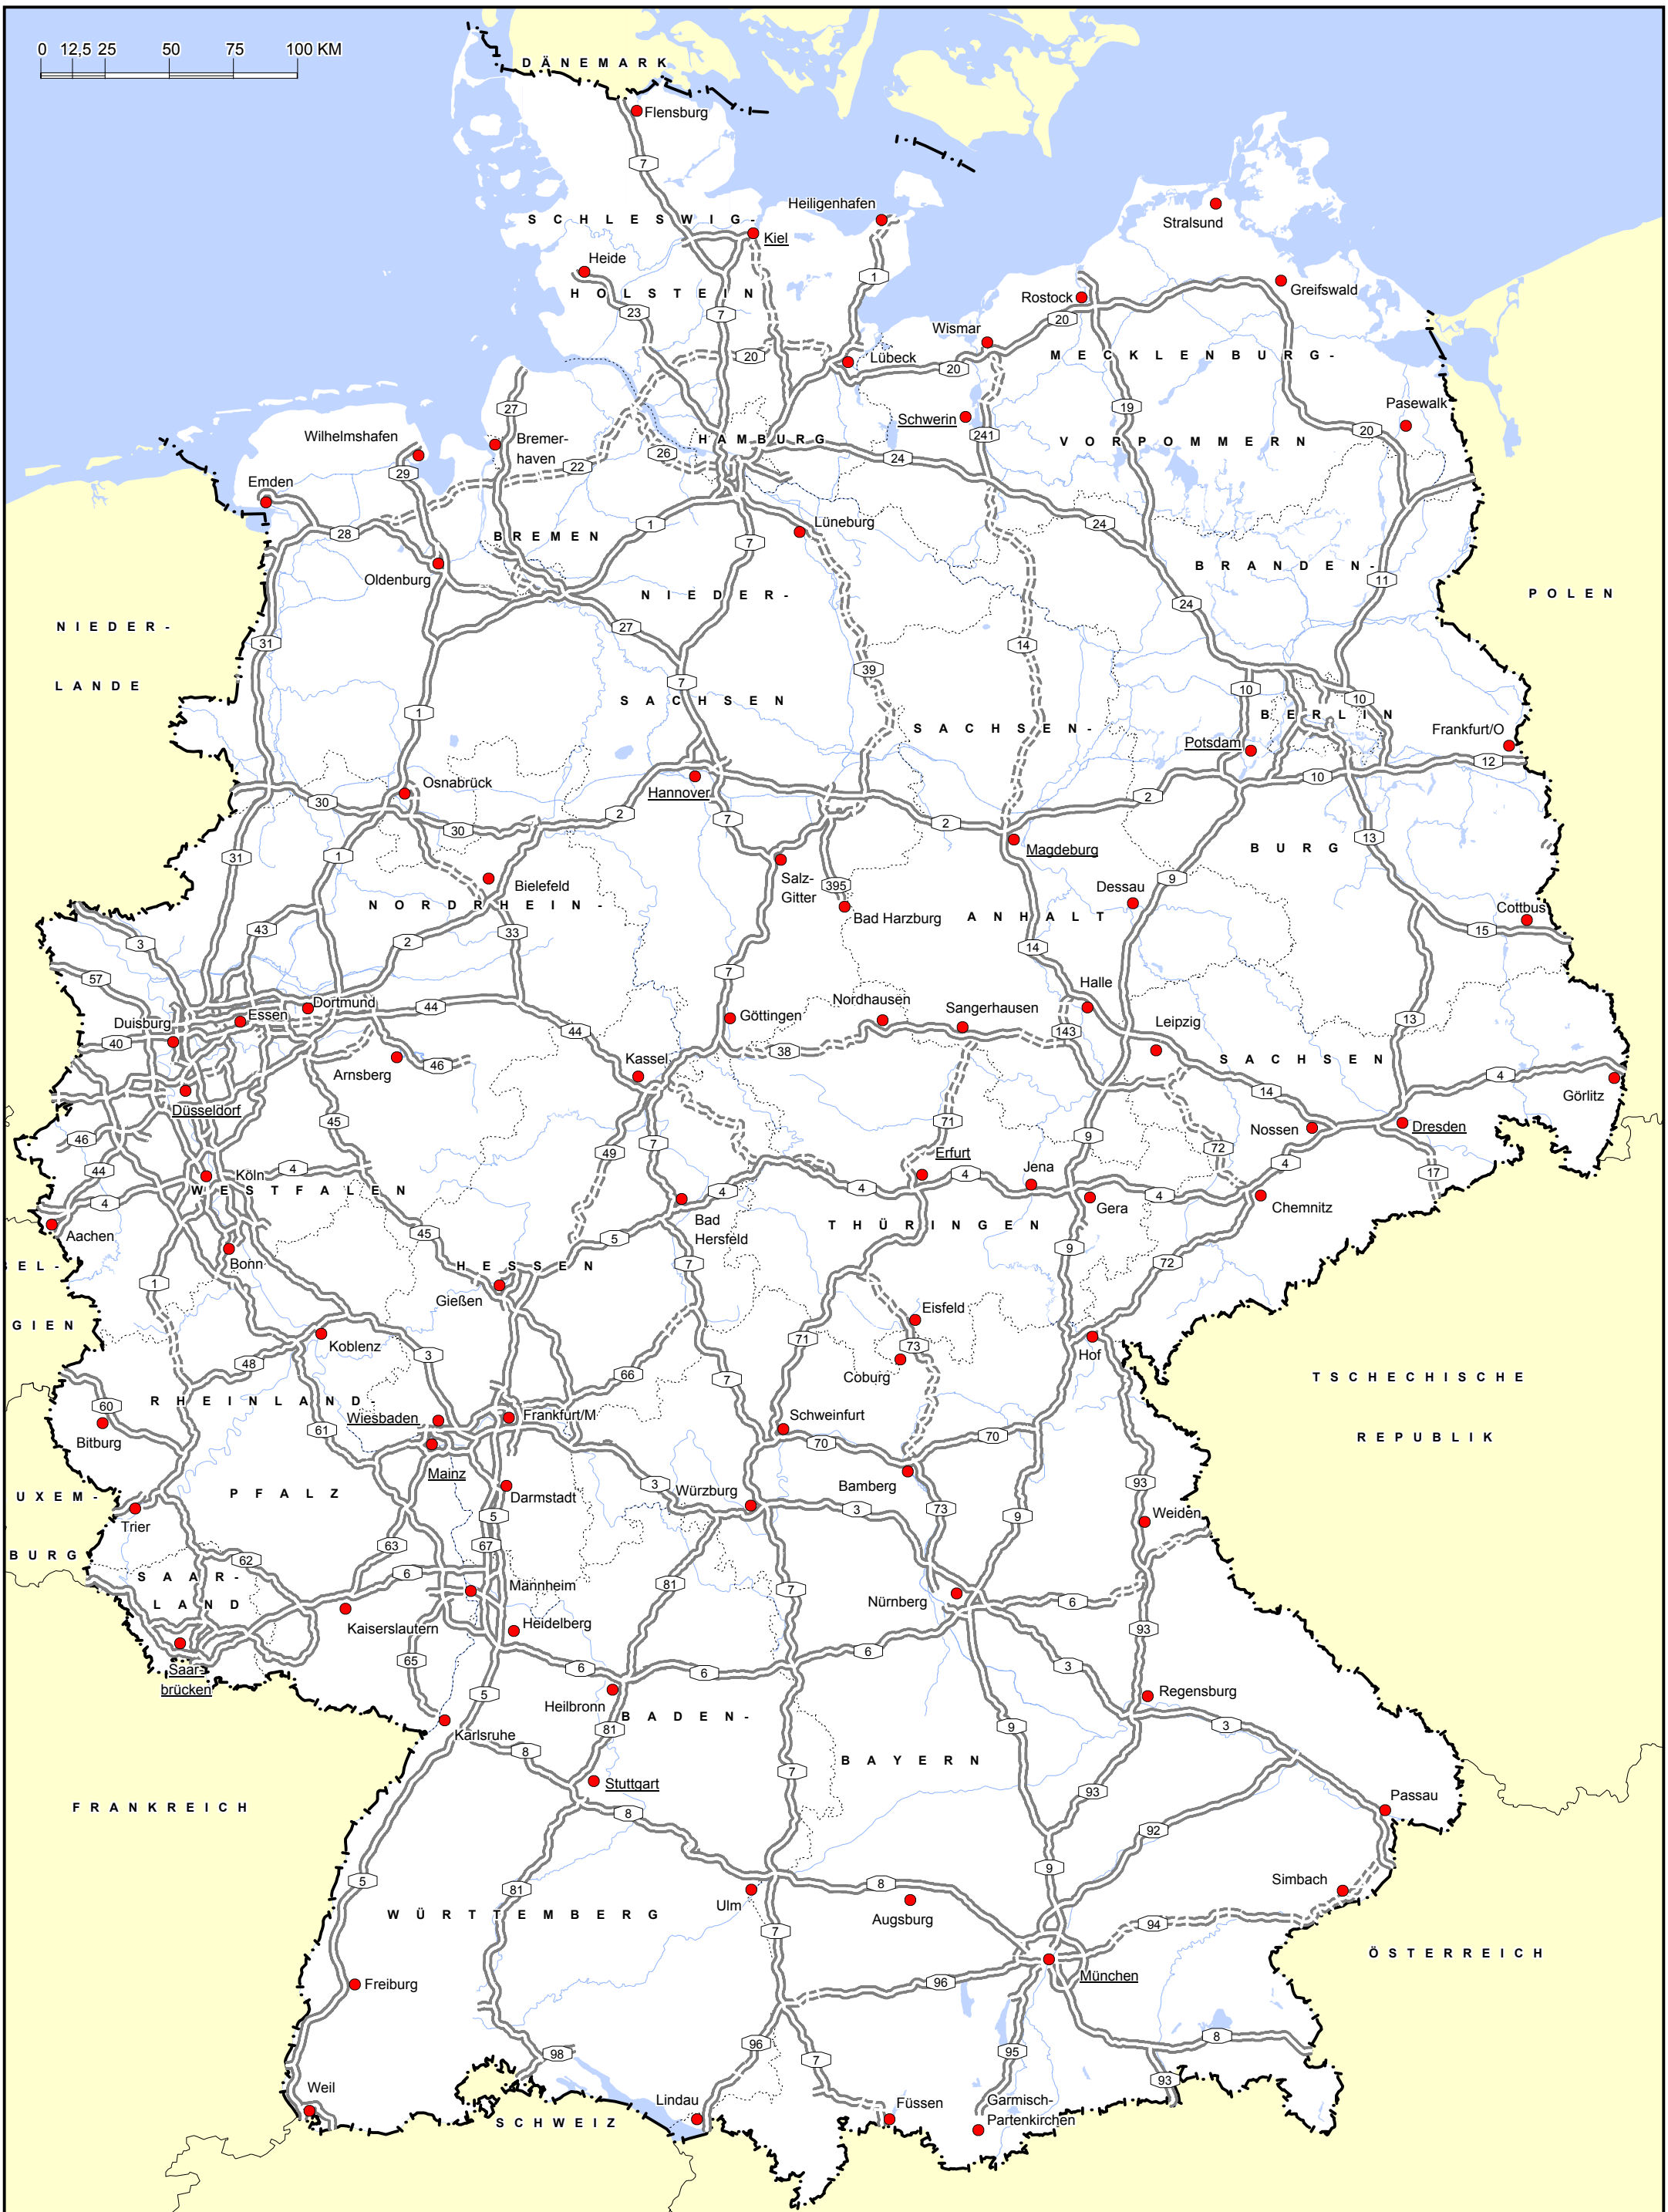 0 12,5 25 50 75 100 KM
DÄNEMARK
Flensburg
7
Heiligenhafen
SCHLESWIG-
Kiel
Stralsund
Heide
1
HOLSTEIN
Greifswald
Rostock
23
7
20
Wismar
20
Lübeck
MECKLENBURG-
20
27
19
Pasewalk
Schwerin
241
Wilhelmshafen
Bremer-
haven
HAMBURG
VORPOMMERN
20
26
24
22
29
Emden
1
24
Lüneburg
28
BREMEN
7
Oldenburg
BRANDEN-
11
NIEDER-
POLEN
24
NIEDER-
27
31
14
39
LANDE
7
10
SACHSEN
10
1
BERLIN
SACHSEN-
Frankfurt/O
Potsdam
12
10
Osnabrück
Hannover
2
30
2
7
2
30
13
Magdeburg
BURG
31
1
Salz-
Gitter
9
Bielefeld
395
Dessau
NORDRHEIN-
Bad Harzburg
ANHALT
Cottbus
43
33
15
2
3
14
7
57
Halle
Dortmund
44
Nordhausen
Sangerhausen
Essen
Göttingen
13
Duisburg
44
143
Leipzig
40
38
SACHSEN
Kassel
46
Arnsberg
4
Görlitz
14
Düsseldorf
45
71
Nossen
Dresden
46
7
9
49
72
Erfurt
44
4
Jena
4
17
Köln
4
WESTFALEN
4
4
4
Gera
Chemnitz
Bad
Hersfeld
THÜRINGEN
Aachen
45
5
9
BEL-
Bonn
HESSEN
7
72
1
Gießen
Eisfeld
GIEN
Koblenz
71
73
Hof
3
Coburg
48
66
7
TSCHECHISCHE
RHEINLAND
60
Wiesbaden
Frankfurt/M
Schweinfurt
Bitburg
61
70
70
REPUBLIK
Mainz
Bamberg
3
93
PFALZ
Darmstadt
Würzburg
UXEM-
3
73
9
Trier
5
Weiden
63
67
BURG
62
SAAR-
6
Mannheim
81
7
LAND
Nürnberg
6
Kaiserslautern
Heidelberg
93
6
65
Saar-
brücken
6
6
3
5
Heilbronn
Regensburg
BADEN-
81
9
3
Karlsruhe
8
BAYERN
7
Stuttgart
93
FRANKREICH
8
Passau
92
9
5
8
Simbach
81
Ulm
WÜRTTEMBERG
Augsburg
94
7
ÖSTERREICH
München
Freiburg
96
8
96
95
98
7
93
Weil
Lindau
Füssen
Garmisch-
Partenkirchen
SCHWEIZ